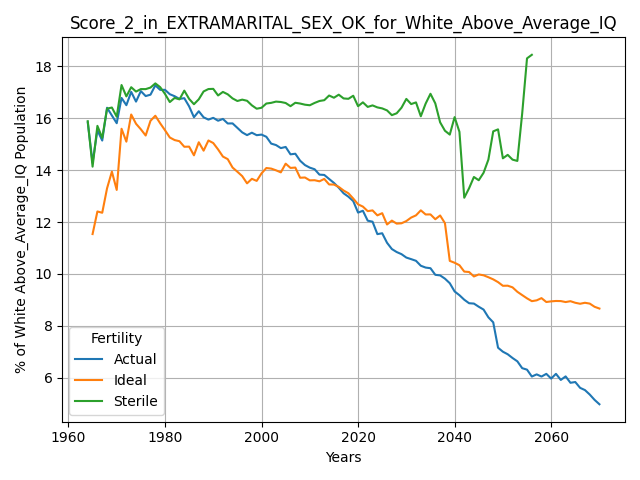 Score_2_in_EXTRAMARITAL_SEX_OK_for_White_Above_Average_IQ
% of White Above_Average_IQ Population
18
16
14
12
10
8
6
Fertility
Actual
Ideal
Sterile
1960 1980 2000 2020 2040 2060
Years